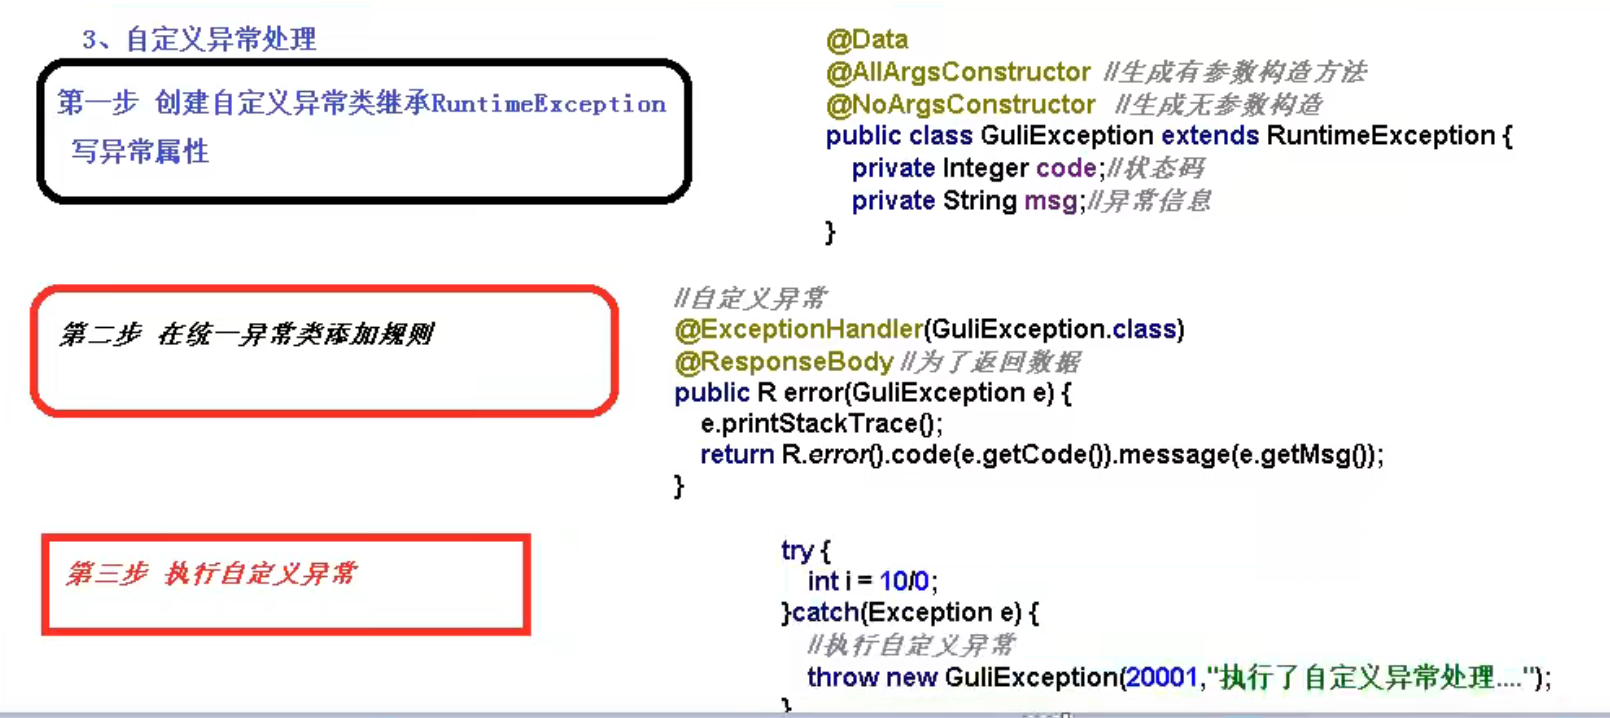 3、自定义异常处理
第一步 创建自定义异常类继承RuntimeException
写异常属性
@Data
@AllArgsConstructor //生成有参数构造方法
@NoArgsConstructor //生成无参数构造
public class GuliException extends RuntimeException {
private Integer code;//状态码
private String msg;//异常信息
}
第二步 在统一异常类添加规则
//自定义异常
@ExceptionHandler(GuliException.class)
@ResponseBody //为了返回数据
public R error(GuliException e) {
e.printStackTrace();
return R.error().code(e.getCode()).message(e.getMsg());
}
第三步 执行自定义异常
try {
int i = 10/0;
}catch(Exception e) {
//执行自定义异常
throw new GuliException(20001,"执行了自定义异常处理....");
}